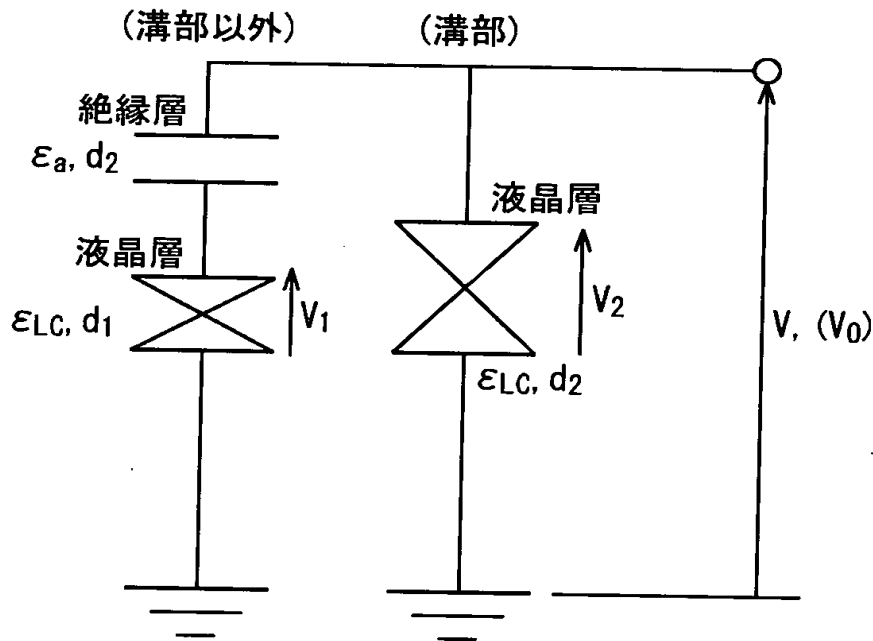 (溝部以外)
(溝部)
絶縁層
εa, d2
液晶層
εLC, d1
V1
液晶層
V2
εLC, d2
V, (V0)